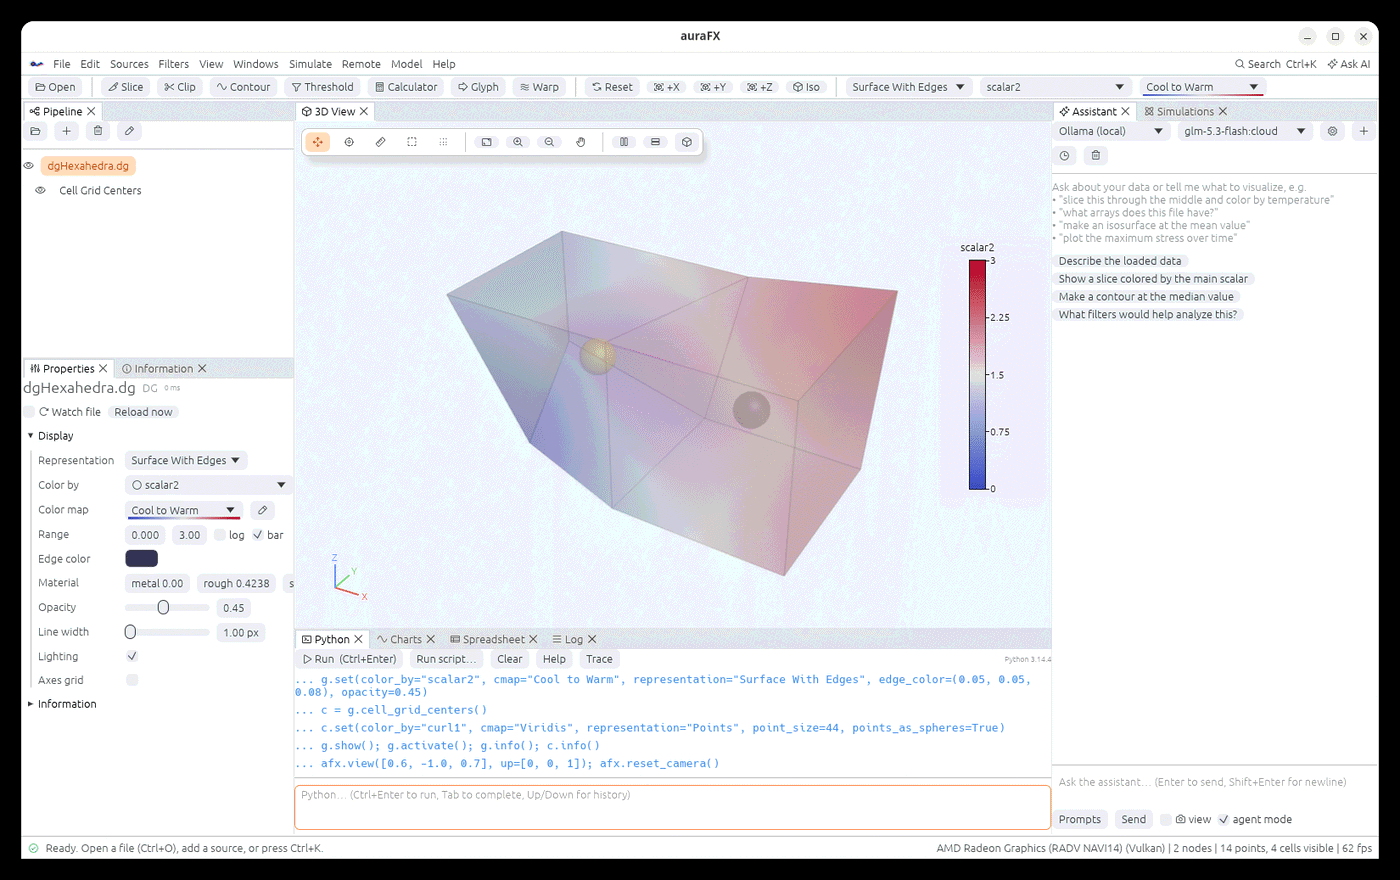 auraFX
File Edit Sources Filters View Windows Simulate Remote Model Help
Search Ctrl+K Ask AI
Open Slice Clip Contour Threshold Calculator Glyph Warp Reset +X +Y +Z Iso Surface With Edges scalar2 Cool to Warm
Pipeline
dgHexahedra.dg
Cell Grid Centers
Properties Information
dgHexahedra.dg DG 0 ms
Watch file Reload now
Display
Representation Surface With Edges
Color by scalar2
Color map Cool to Warm
Range 0.000 3.00 log bar
Edge color
Material metal 0.00 rough 0.4238 s
Opacity 0.45
Line width 1.00 px
Lighting
Axes grid
Information
3D View
scalar2
3
2.25
1.5
0.75
0
Z
Y
X
Python Charts Spreadsheet Log
Run (Ctrl+Enter) Run script... Clear Help Trace Python 3.14.4
... g.set(color_by="scalar2", cmap="Cool to Warm", representation="Surface With Edges", edge_color=(0.05, 0.05,
0.08), opacity=0.45)
... c = g.cell_grid_centers()
... c.set(color_by="curl1", cmap="Viridis", representation="Points", point_size=44, points_as_spheres=True)
... g.show(); g.activate(); g.info(); c.info()
... afx.view([0.6, -1.0, 0.7], up=[0, 0, 1]); afx.reset_camera()
Python... (Ctrl+Enter to run, Tab to complete, Up/Down for history)
Assistant Simulations
Ollama (local) glm-5.3-flash:cloud
Ask about your data or tell me what to visualize, e.g.
• "slice this through the middle and color by temperature"
• "what arrays does this file have?"
• "make an isosurface at the mean value"
• "plot the maximum stress over time"
Describe the loaded data
Show a slice colored by the main scalar
Make a contour at the median value
What filters would help analyze this?
Ask the assistant... (Enter to send, Shift+Enter for newline)
Prompts Send view agent mode
Ready. Open a file (Ctrl+O), add a source, or press Ctrl+K.
AMD Radeon Graphics (RADV NAVI14) (Vulkan) | 2 nodes | 14 points, 4 cells visible | 62 fps